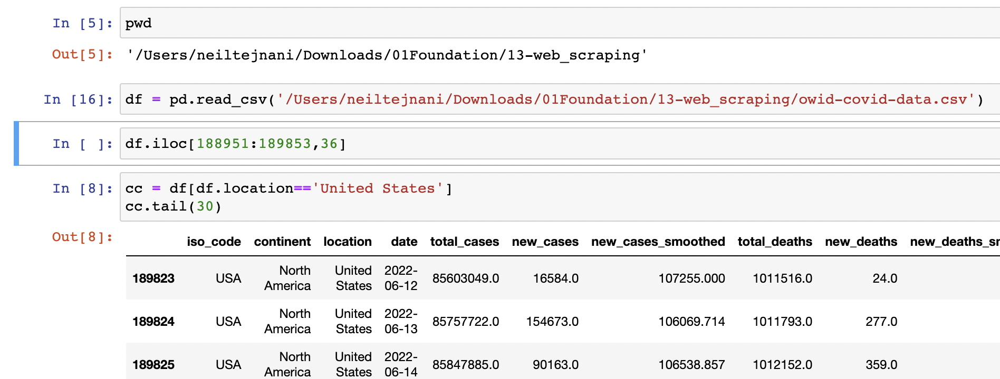 In [5]: pwd
Out[5]: '/Users/neiltejnani/Downloads/01Foundation/13-web_scraping'
In [16]: df = pd.read_csv('/Users/neiltejnani/Downloads/01Foundation/13-web_scraping/owid-covid-data.csv')
In [ ]: df.iloc[188951:189853,36]
In [8]: cc = df[df.location=='United States']
cc.tail(30)
Out[8]:
iso_code continent location date total_cases new_cases new_cases_smoothed total_deaths new_deaths new_deaths_sm
189823 USA North America United States 2022-06-12 85603049.0 16584.0 107255.000 1011516.0 24.0
189824 USA North America United States 2022-06-13 85757722.0 154673.0 106069.714 1011793.0 277.0
189825 USA North America United States 2022-06-14 85847885.0 90163.0 106538.857 1012152.0 359.0